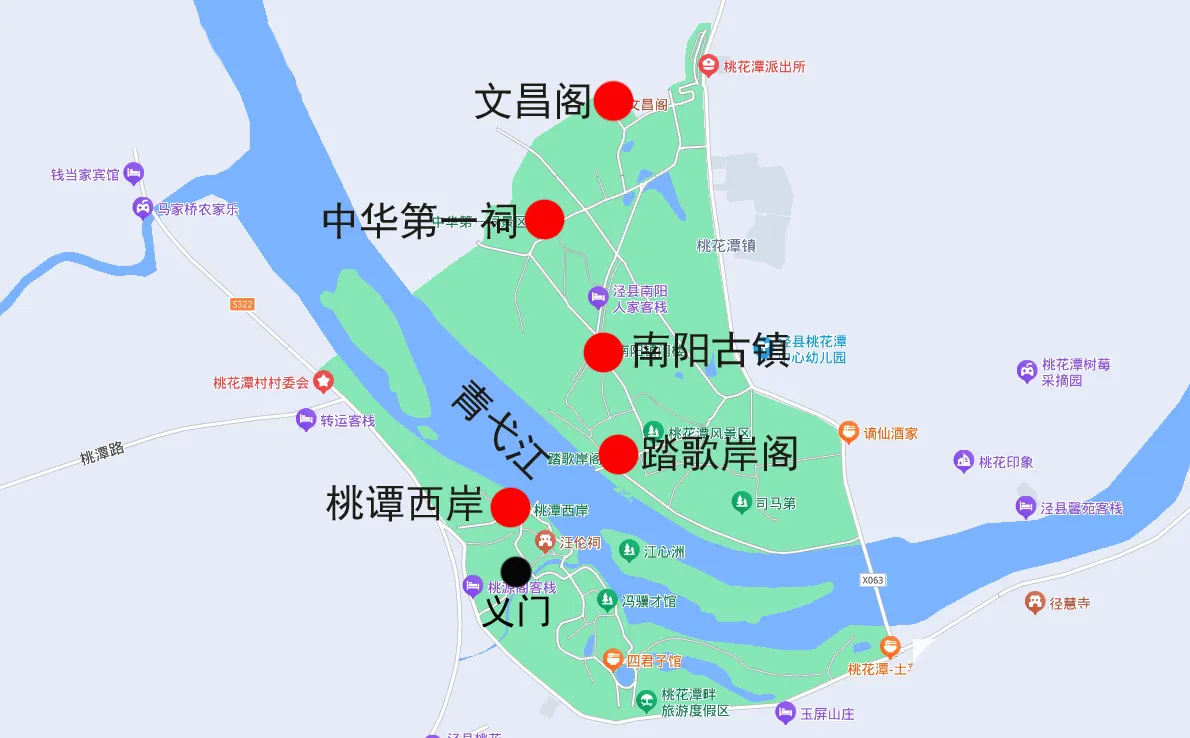 桃花潭派出所
文昌阁
文昌阁
钱当家宾馆
马家桥农家乐
中华第一祠
桃花潭镇
泾县南阳
人家客栈
S322
南阳古镇
泾县桃花潭
心幼儿园
桃花潭树莓
采摘园
桃花潭村村委会
转运客栈
青弋江
桃花潭风景区
谪仙酒家
桃潭路
踏歌岸阁
踏歌岸阁
桃花印象
桃谭西岸
桃潭西岸
司马第
泾县馨苑客栈
汪伦祠
江心洲
X063
桃源阁客栈
义门
冯骥才馆
径慧寺
四君子馆
桃花潭-土
桃花潭畔
旅游度假区
玉屏山庄
泾县桃花